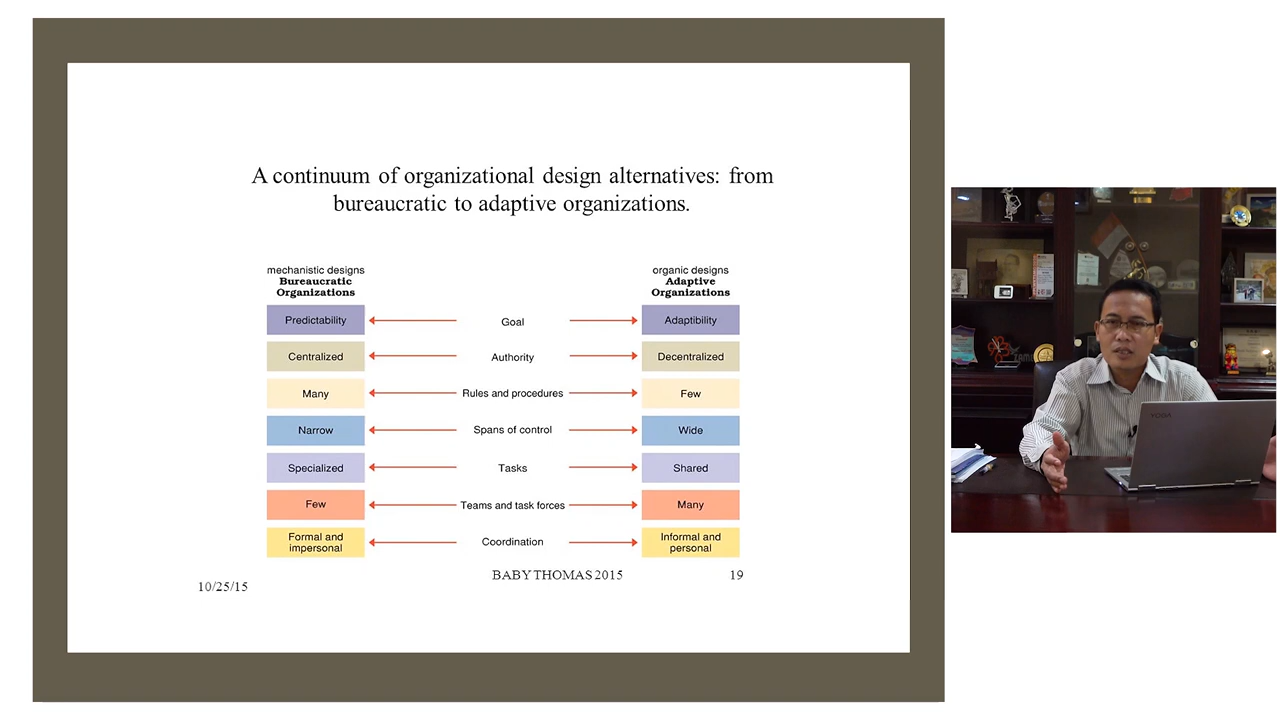 A continuum of organizational design alternatives: from
bureaucratic to adaptive organizations.
mechanistic designs
Bureaucratic
Organizations
organic designs
Adaptive
Organizations
Predictability
Goal
Adaptibility
Centralized
Authority
Decentralized
Many
Rules and procedures
Few
Narrow
Spans of control
Wide
Specialized
Tasks
Shared
Few
Teams and task forces
Many
Formal and
impersonal
Coordination
Informal and
personal
10/25/15
BABY THOMAS 2015
19
YOGA